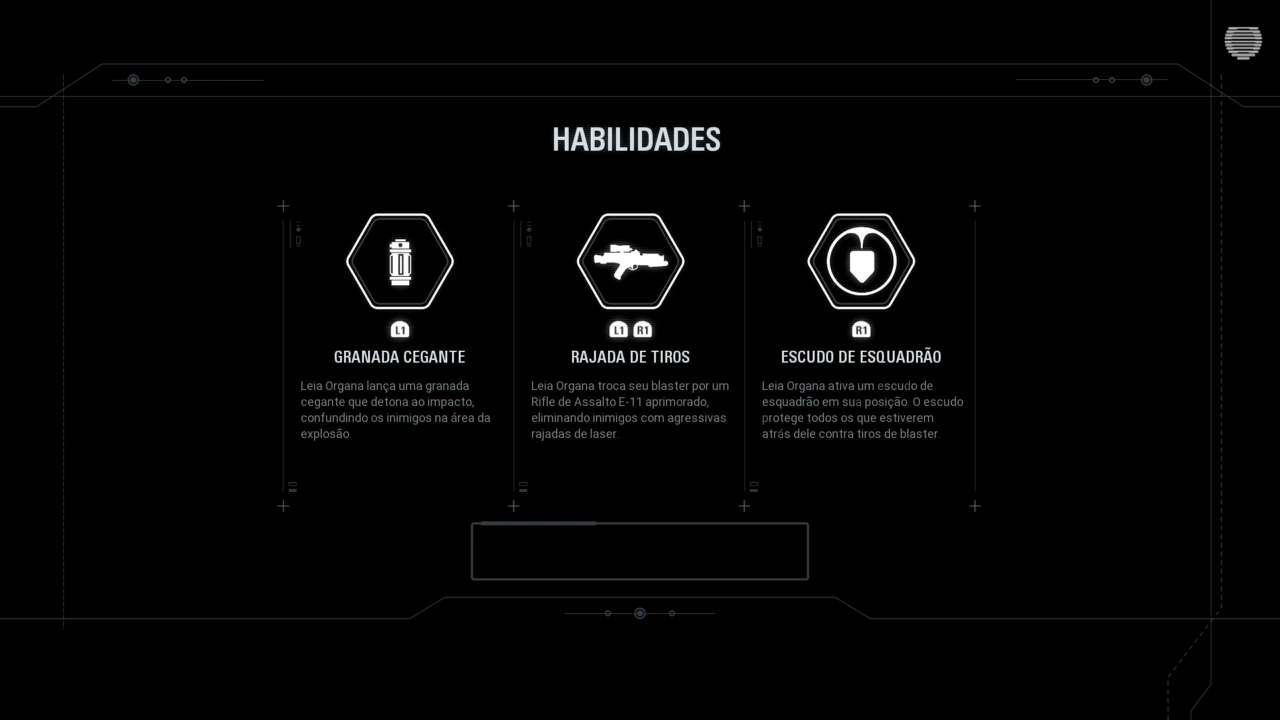 HABILIDADES
L1
GRANADA CEGANTE
Leia Organa lança uma granada
cegante que detona ao impacto,
confundindo os inimigos na área da
explosão.
L1 R1
RAJADA DE TIROS
Leia Organa troca seu blaster por um
Rifle de Assalto E-11 aprimorado,
eliminando inimigos com agressivas
rajadas de laser.
R1
ESCUDO DE ESQUADRÃO
Leia Organa ativa um escudo de
esquadrão em sua posição. O escudo
protege todos os que estiverem
atrás dele contra tiros de blaster.